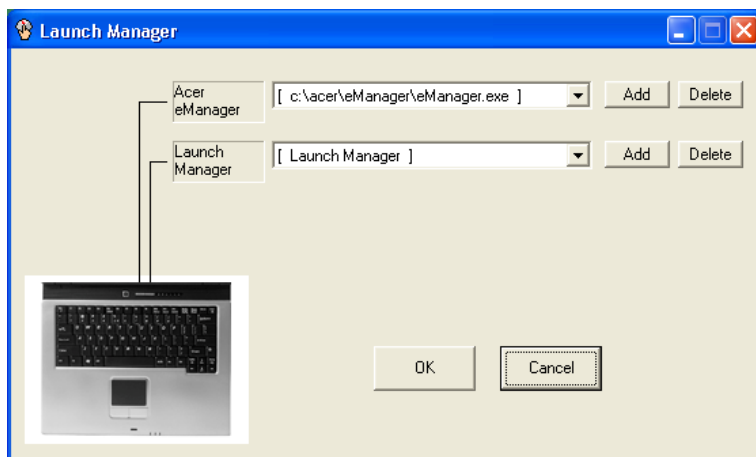 Launch Manager
Acer
eManager
[ c:\acer\eManager\eManager.exe ]
Add
Delete
Launch
Manager
[ Launch Manager ]
Add
Delete
OK
Cancel